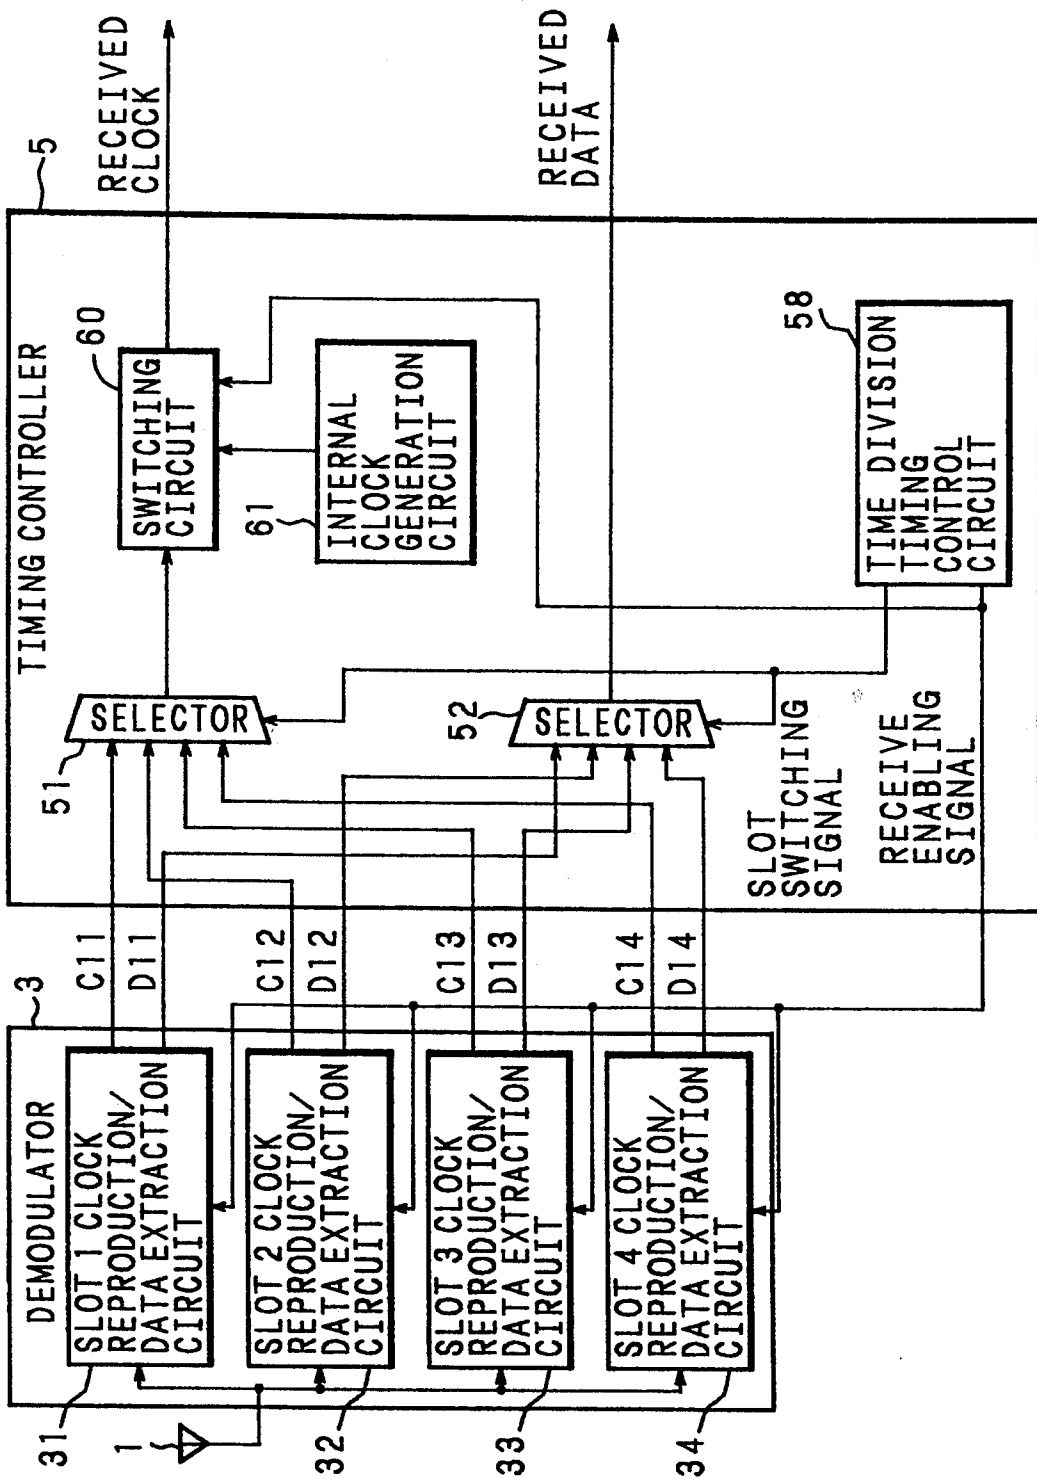 DEMODULATOR
3
31
SLOT 1 CLOCK
REPRODUCTION/
DATA EXTRACTION
CIRCUIT
1
32
SLOT 2 CLOCK
REPRODUCTION/
DATA EXTRACTION
CIRCUIT
33
SLOT 3 CLOCK
REPRODUCTION/
DATA EXTRACTION
CIRCUIT
34
SLOT 4 CLOCK
REPRODUCTION/
DATA EXTRACTION
CIRCUIT
C11
D11
C12
D12
C13
D13
C14
D14
TIMING CONTROLLER
5
51
SELECTOR
52
SELECTOR
60
SWITCHING
CIRCUIT
61
INTERNAL
CLOCK
GENERATION
CIRCUIT
58
TIME DIVISION
TIMING
CONTROL
CIRCUIT
SLOT
SWITCHING
SIGNAL
RECEIVE
ENABLING
SIGNAL
RECEIVED
CLOCK
RECEIVED
DATA